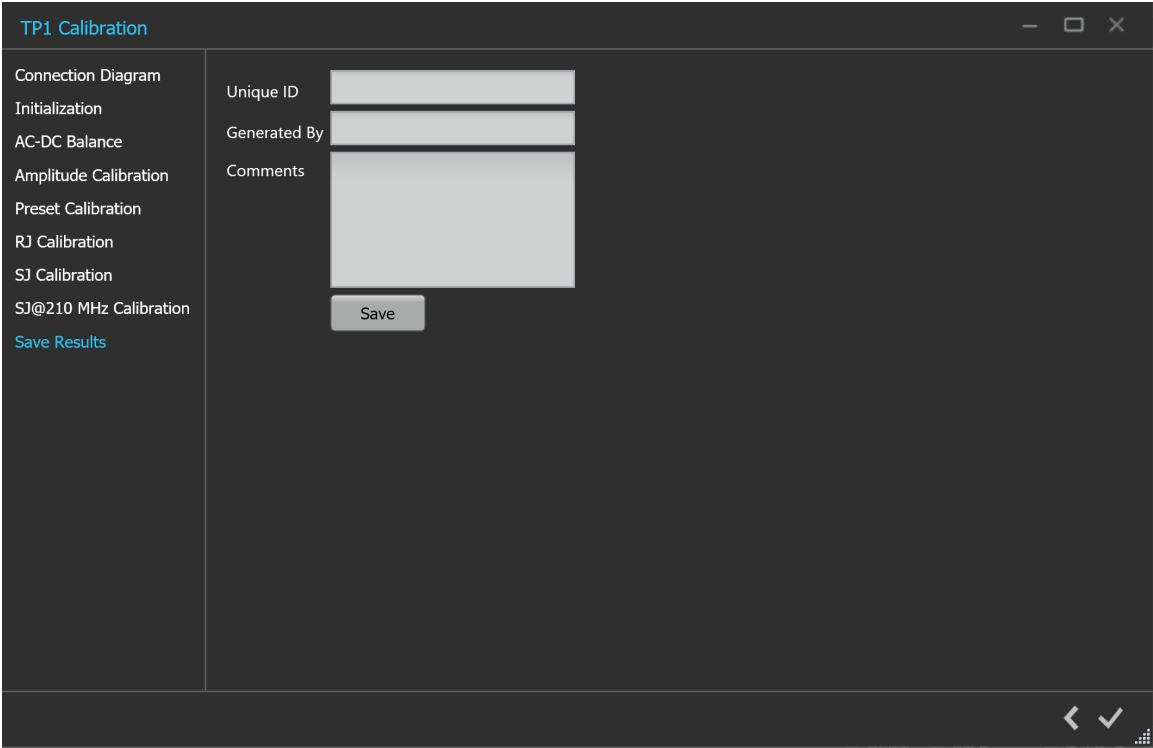 TP1 Calibration
Connection Diagram
Initialization
AC-DC Balance
Amplitude Calibration
Preset Calibration
RJ Calibration
SJ Calibration
SJ@210 MHz Calibration
Save Results
Unique ID
Generated By
Comments
Save